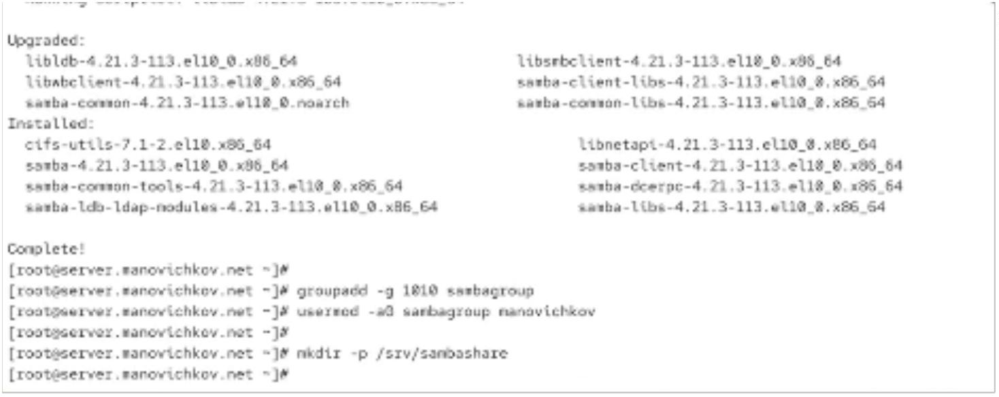 Upgraded:
libldb-4.21.3-113.el10_0.x86_64 libsmbclient-4.21.3-113.el10_0.x86_64
libwbclient-4.21.3-113.el10_0.x86_64 samba-client-libs-4.21.3-113.el10_0.x86_64
samba-common-4.21.3-113.el10_0.noarch samba-common-libs-4.21.3-113.el10_0.x86_64
Installed:
cifs-utils-7.1-2.el10.x86_64 libnetapi-4.21.3-113.el10_0.x86_64
samba-4.21.3-113.el10_0.x86_64 samba-client-4.21.3-113.el10_0.x86_64
samba-common-tools-4.21.3-113.el10_0.x86_64 samba-dcerpc-4.21.3-113.el10_0.x86_64
samba-ldb-ldap-modules-4.21.3-113.el10_0.x86_64 samba-libs-4.21.3-113.el10_0.x86_64
Complete!
[root@server.manovichkov.net ~]#
[root@server.manovichkov.net ~]# groupadd -g 1010 sambagroup
[root@server.manovichkov.net ~]# usermod -aG sambagroup manovichkov
[root@server.manovichkov.net ~]#
[root@server.manovichkov.net ~]# mkdir -p /srv/sambashare
[root@server.manovichkov.net ~]#